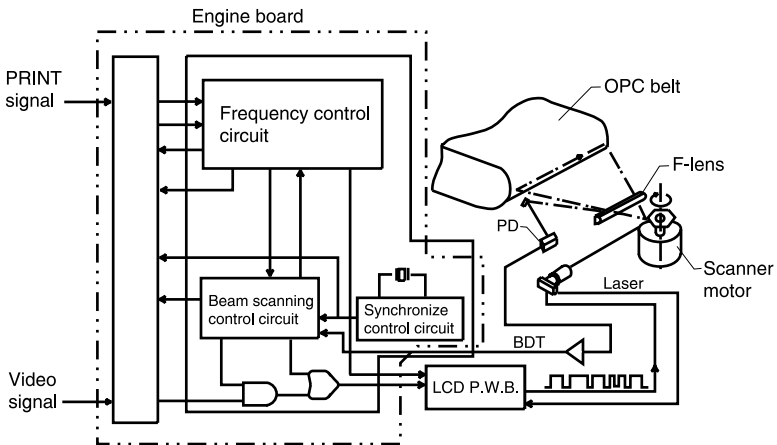 Engine board
PRINT
signal
Frequency control
circuit
OPC belt
F-lens
PD
Scanner
motor
Beam scanning
control circuit
Synchronize
control circuit
Laser
BDT
Video
signal
LCD P.W.B.